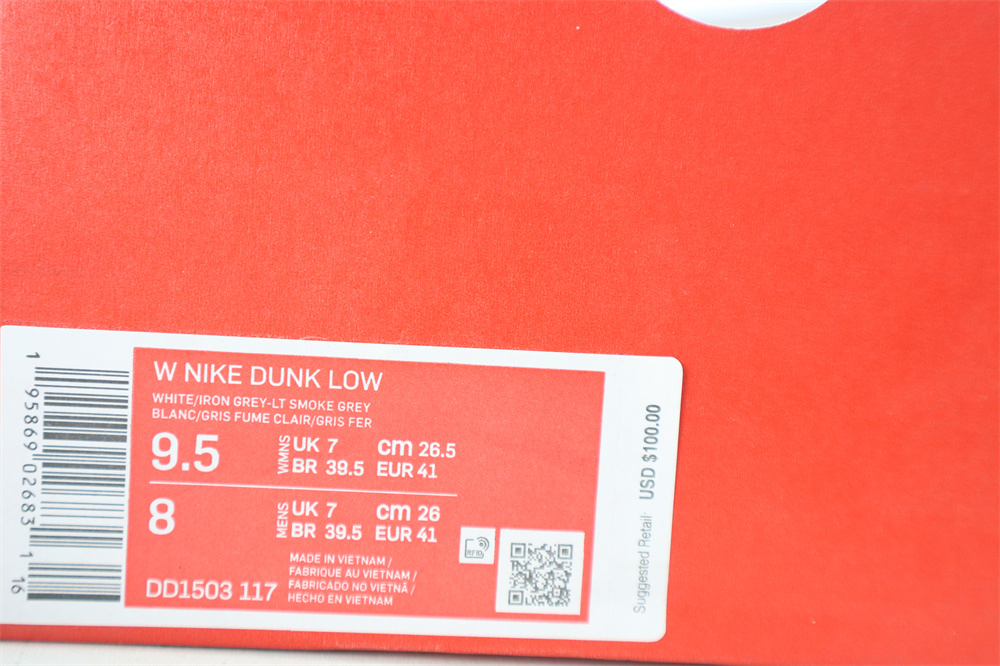 W NIKE DUNK LOW
WHITE/IRON GREY-LT SMOKE GREY
BLANC/GRIS FUME CLAIR/GRIS FER
9.5 WMNS UK 7 cm 26.5
BR 39.5 EUR 41
8 MENS UK 7 cm 26
BR 39.5 EUR 41
MADE IN VIETNAM /
FABRIQUE AU VIETNAM /
FABRICADO NO VIETNÃ /
HECHO EN VIETNAM
DD1503 117
RFID
1 95869 02683 1
16
Suggested Retail: USD $100.00